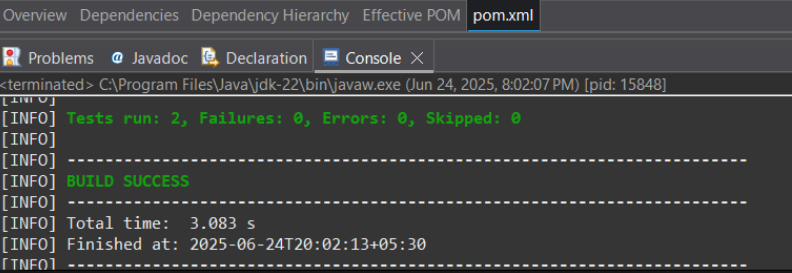 Overview Dependencies Dependency Hierarchy Effective POM pom.xml
Problems @ Javadoc Declaration Console
<terminated> C:\Program Files\Java\jdk-22\bin\javaw.exe (Jun 24, 2025, 8:02:07 PM) [pid: 15848]
[INFO]
[INFO] Tests run: 2, Failures: 0, Errors: 0, Skipped: 0
[INFO]
[INFO] ------------------------------------------------------------------------
[INFO] BUILD SUCCESS
[INFO] ------------------------------------------------------------------------
[INFO] Total time:  3.083 s
[INFO] Finished at: 2025-06-24T20:02:13+05:30
[INFO] ------------------------------------------------------------------------